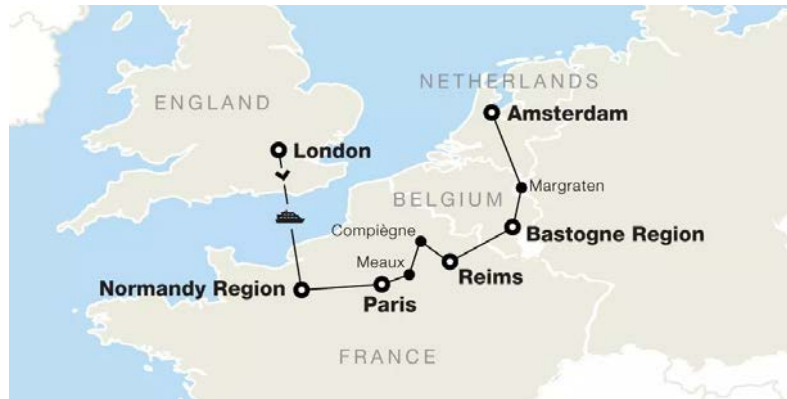 NETHERLANDS
ENGLAND
Amsterdam
London
Margraten
BELGIUM
Compiègne
Bastogne Region
Meaux
Reims
Normandy Region
Paris
FRANCE